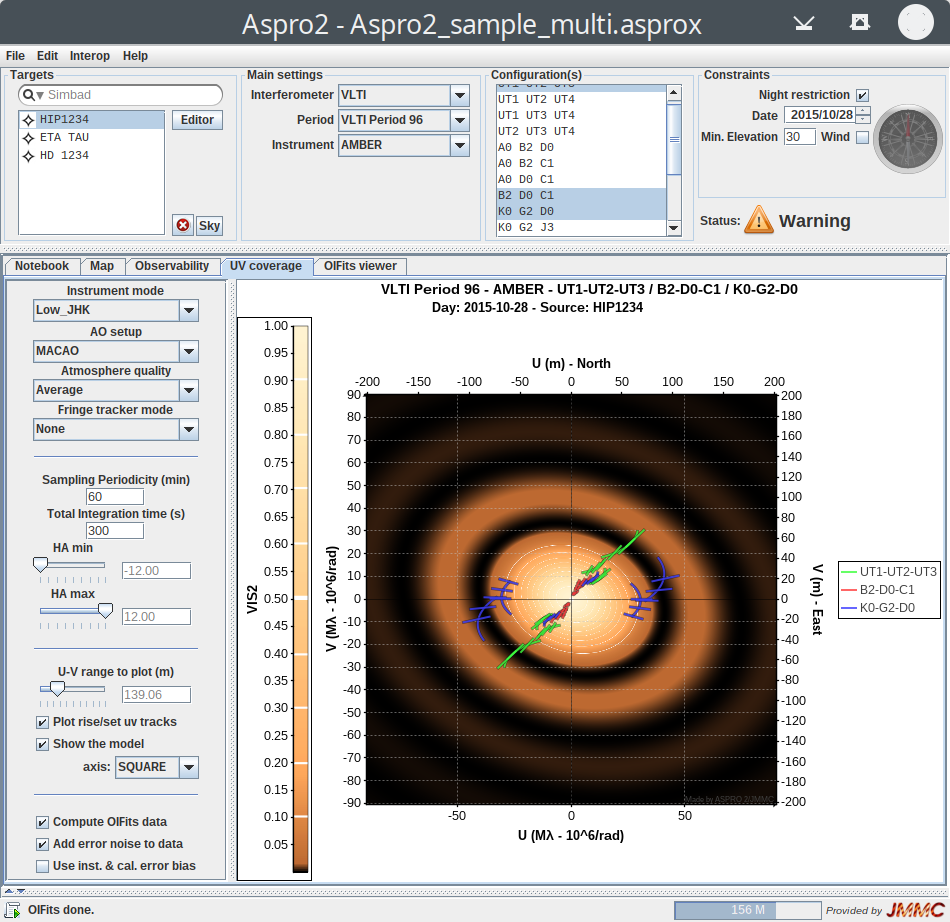 Aspro2 - Aspro2_sample_multi.asprox
File Edit Interop Help
Targets
Simbad
HIP1234
ETA TAU
HD 1234
Editor
Sky
Main settings
Interferometer VLTI
Period VLTI Period 96
Instrument AMBER
Configuration(s)
UT1 UT2 UT3
UT1 UT2 UT4
UT1 UT3 UT4
UT2 UT3 UT4
A0 B2 D0
A0 B2 C1
A0 D0 C1
B2 D0 C1
K0 G2 D0
K0 G2 J3
Constraints
Night restriction
Date 2015/10/28
Min. Elevation 30 Wind
Status: Warning
Notebook Map Observability UV coverage OIFits viewer
Instrument mode
Low_JHK
AO setup
MACAO
Atmosphere quality
Average
Fringe tracker mode
None
Sampling Periodicity (min)
60
Total Integration time (s)
300
HA min
-12.00
HA max
12.00
U-V range to plot (m)
139.06
Plot rise/set uv tracks
Show the model
axis: SQUARE
Compute OIFits data
Add error noise to data
Use inst. & cal. error bias
VLTI Period 96 - AMBER - UT1-UT2-UT3 / B2-D0-C1 / K0-G2-D0
Day: 2015-10-28 - Source: HIP1234
1.00
0.95
0.90
0.85
0.80
0.75
0.70
0.65
0.60
0.55
0.50
0.45
0.40
0.35
0.30
0.25
0.20
0.15
0.10
0.05
VIS2
U (m) - North
-200 -150 -100 -50 0 50 100 150 200
90
80
70
60
50
40
30
20
10
0
-10
-20
-30
-40
-50
-60
-70
-80
-90
V (Mλ - 10^6/rad)
200
180
160
140
120
100
80
60
40
20
0
-20
-40
-60
-80
-100
-120
-140
-160
-180
-200
V (m) - East
Made by ASPRO 2/JMMC
-50 0 50
U (Mλ - 10^6/rad)
UT1-UT2-UT3
B2-D0-C1
K0-G2-D0
OIFits done.
156 M
Provided by JMMC